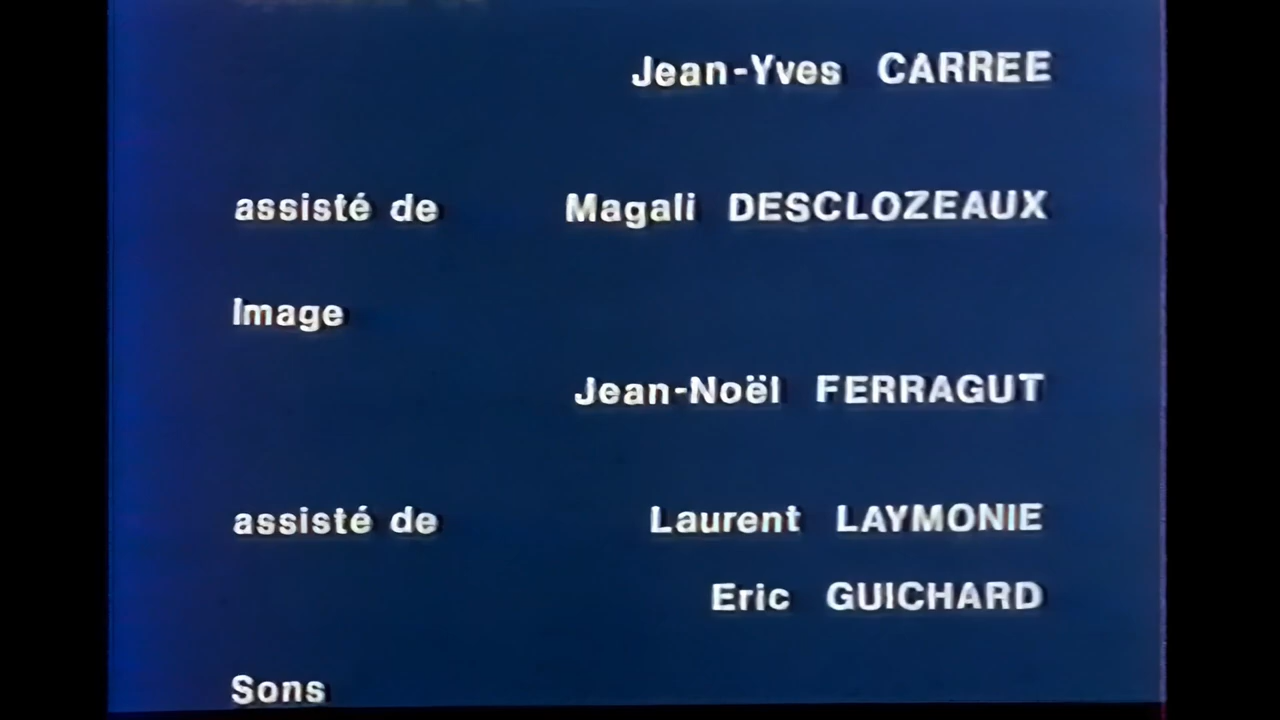 Jean-Yves CARREE
assisté de Magali DESCLOZEAUX
Image
Jean-Noël FERRAGUT
assisté de Laurent LAYMONIE
Eric GUICHARD
Sons